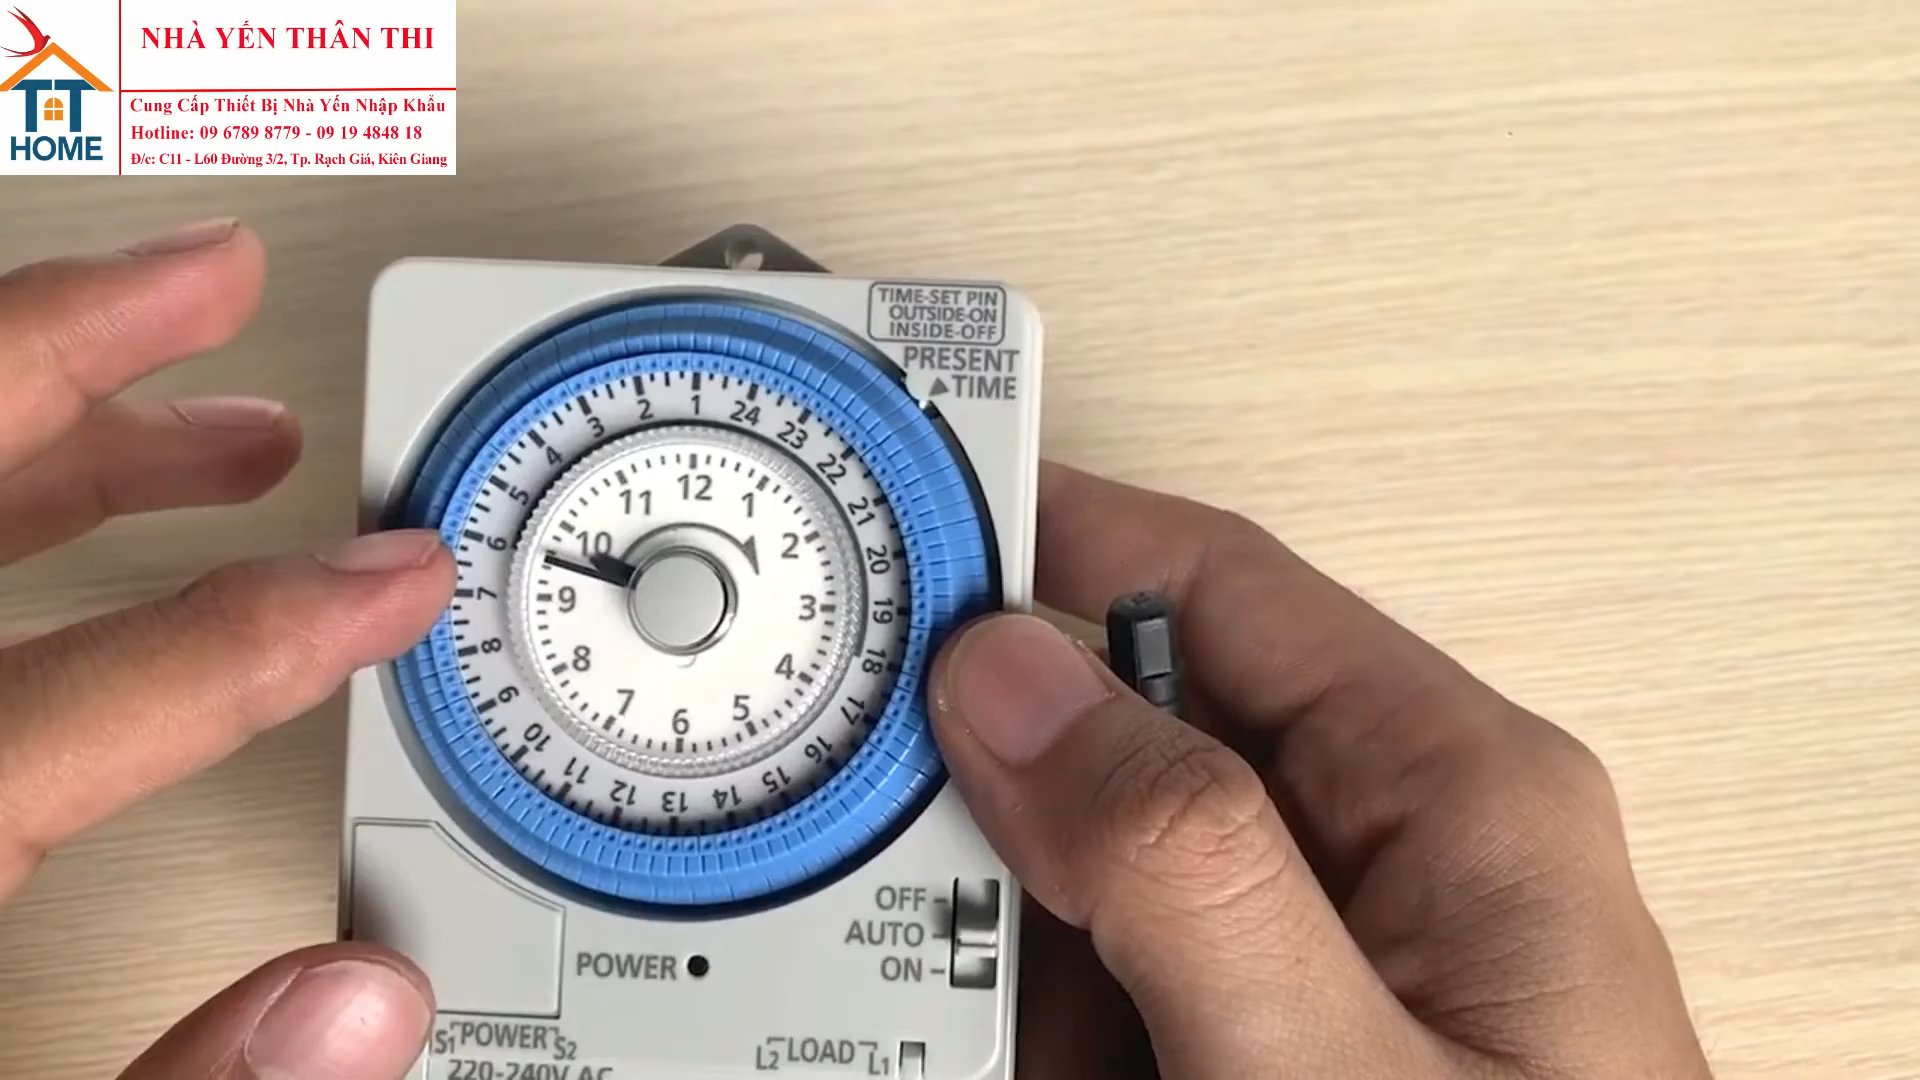 NHÀ YẾN THÂN THI
Cung Cấp Thiết Bị Nhà Yến Nhập Khẩu
Hotline: 09 6789 8779 - 09 19 4848 18
Đ/c: C11 - L60 Đường 3/2, Tp. Rạch Giá, Kiên Giang
TT
HOME
TIME-SET PIN
OUTSIDE-ON
INSIDE-OFF
PRESENT
TIME
1 24 23 22 21 20 19 18 17 16 15 14 13 12 11 10 9 8 7 6 5 4 3 2
12 1 2 3 4 5 6 7 8 9 10 11
OFF
AUTO
ON
POWER
S1 POWER S2
220-240V AC
L2 LOAD L1